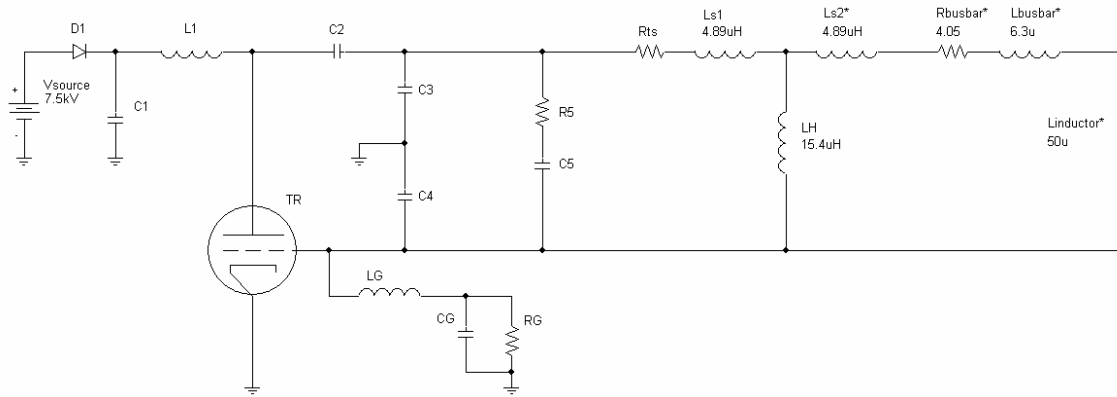 D1
L1
C2
Rts
Ls1
4.89uH
Ls2*
4.89uH
Rbusbar*
4.05
Lbusbar*
6.3u
+
Vsource
7.5kV
-
C1
C3
R5
LH
15.4uH
Linductor*
50u
C5
C4
TR
LG
CG
RG